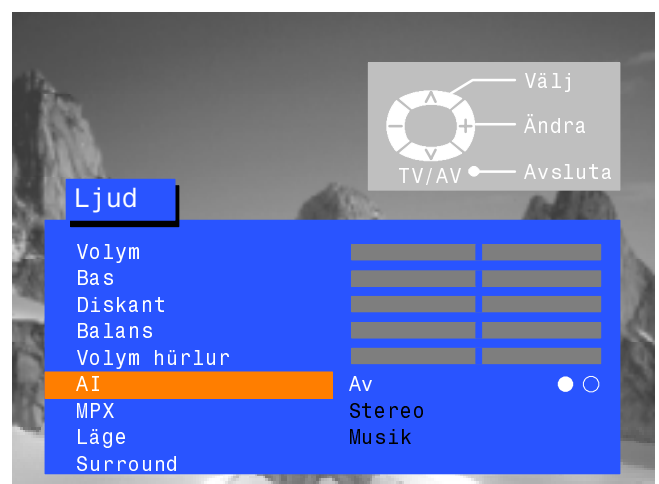 Välj
Ändra
TV/AV Avsluta
Ljud
Volym
Bas
Diskant
Balans
Volym hürlur
AI Av
MPX Stereo
Läge Musik
Surround